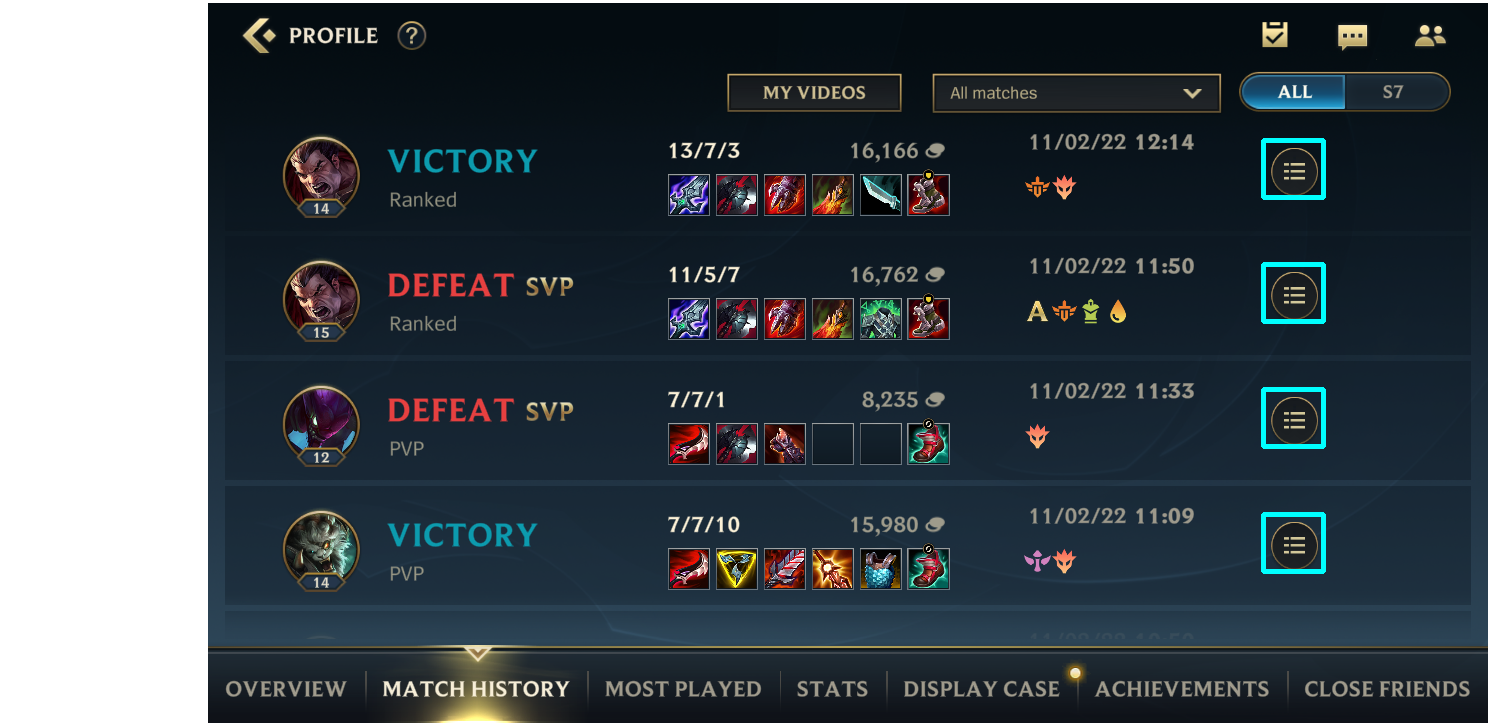 PROFILE ?
MY VIDEOS
All matches
ALL
S7
VICTORY
Ranked
14
13/7/3
16,166
11/02/22 12:14
DEFEAT SVP
Ranked
15
11/5/7
16,762
11/02/22 11:50
A
DEFEAT SVP
PVP
12
7/7/1
8,235
11/02/22 11:33
VICTORY
PVP
14
7/7/10
15,980
11/02/22 11:09
OVERVIEW
MATCH HISTORY
MOST PLAYED
STATS
DISPLAY CASE
ACHIEVEMENTS
CLOSE FRIENDS